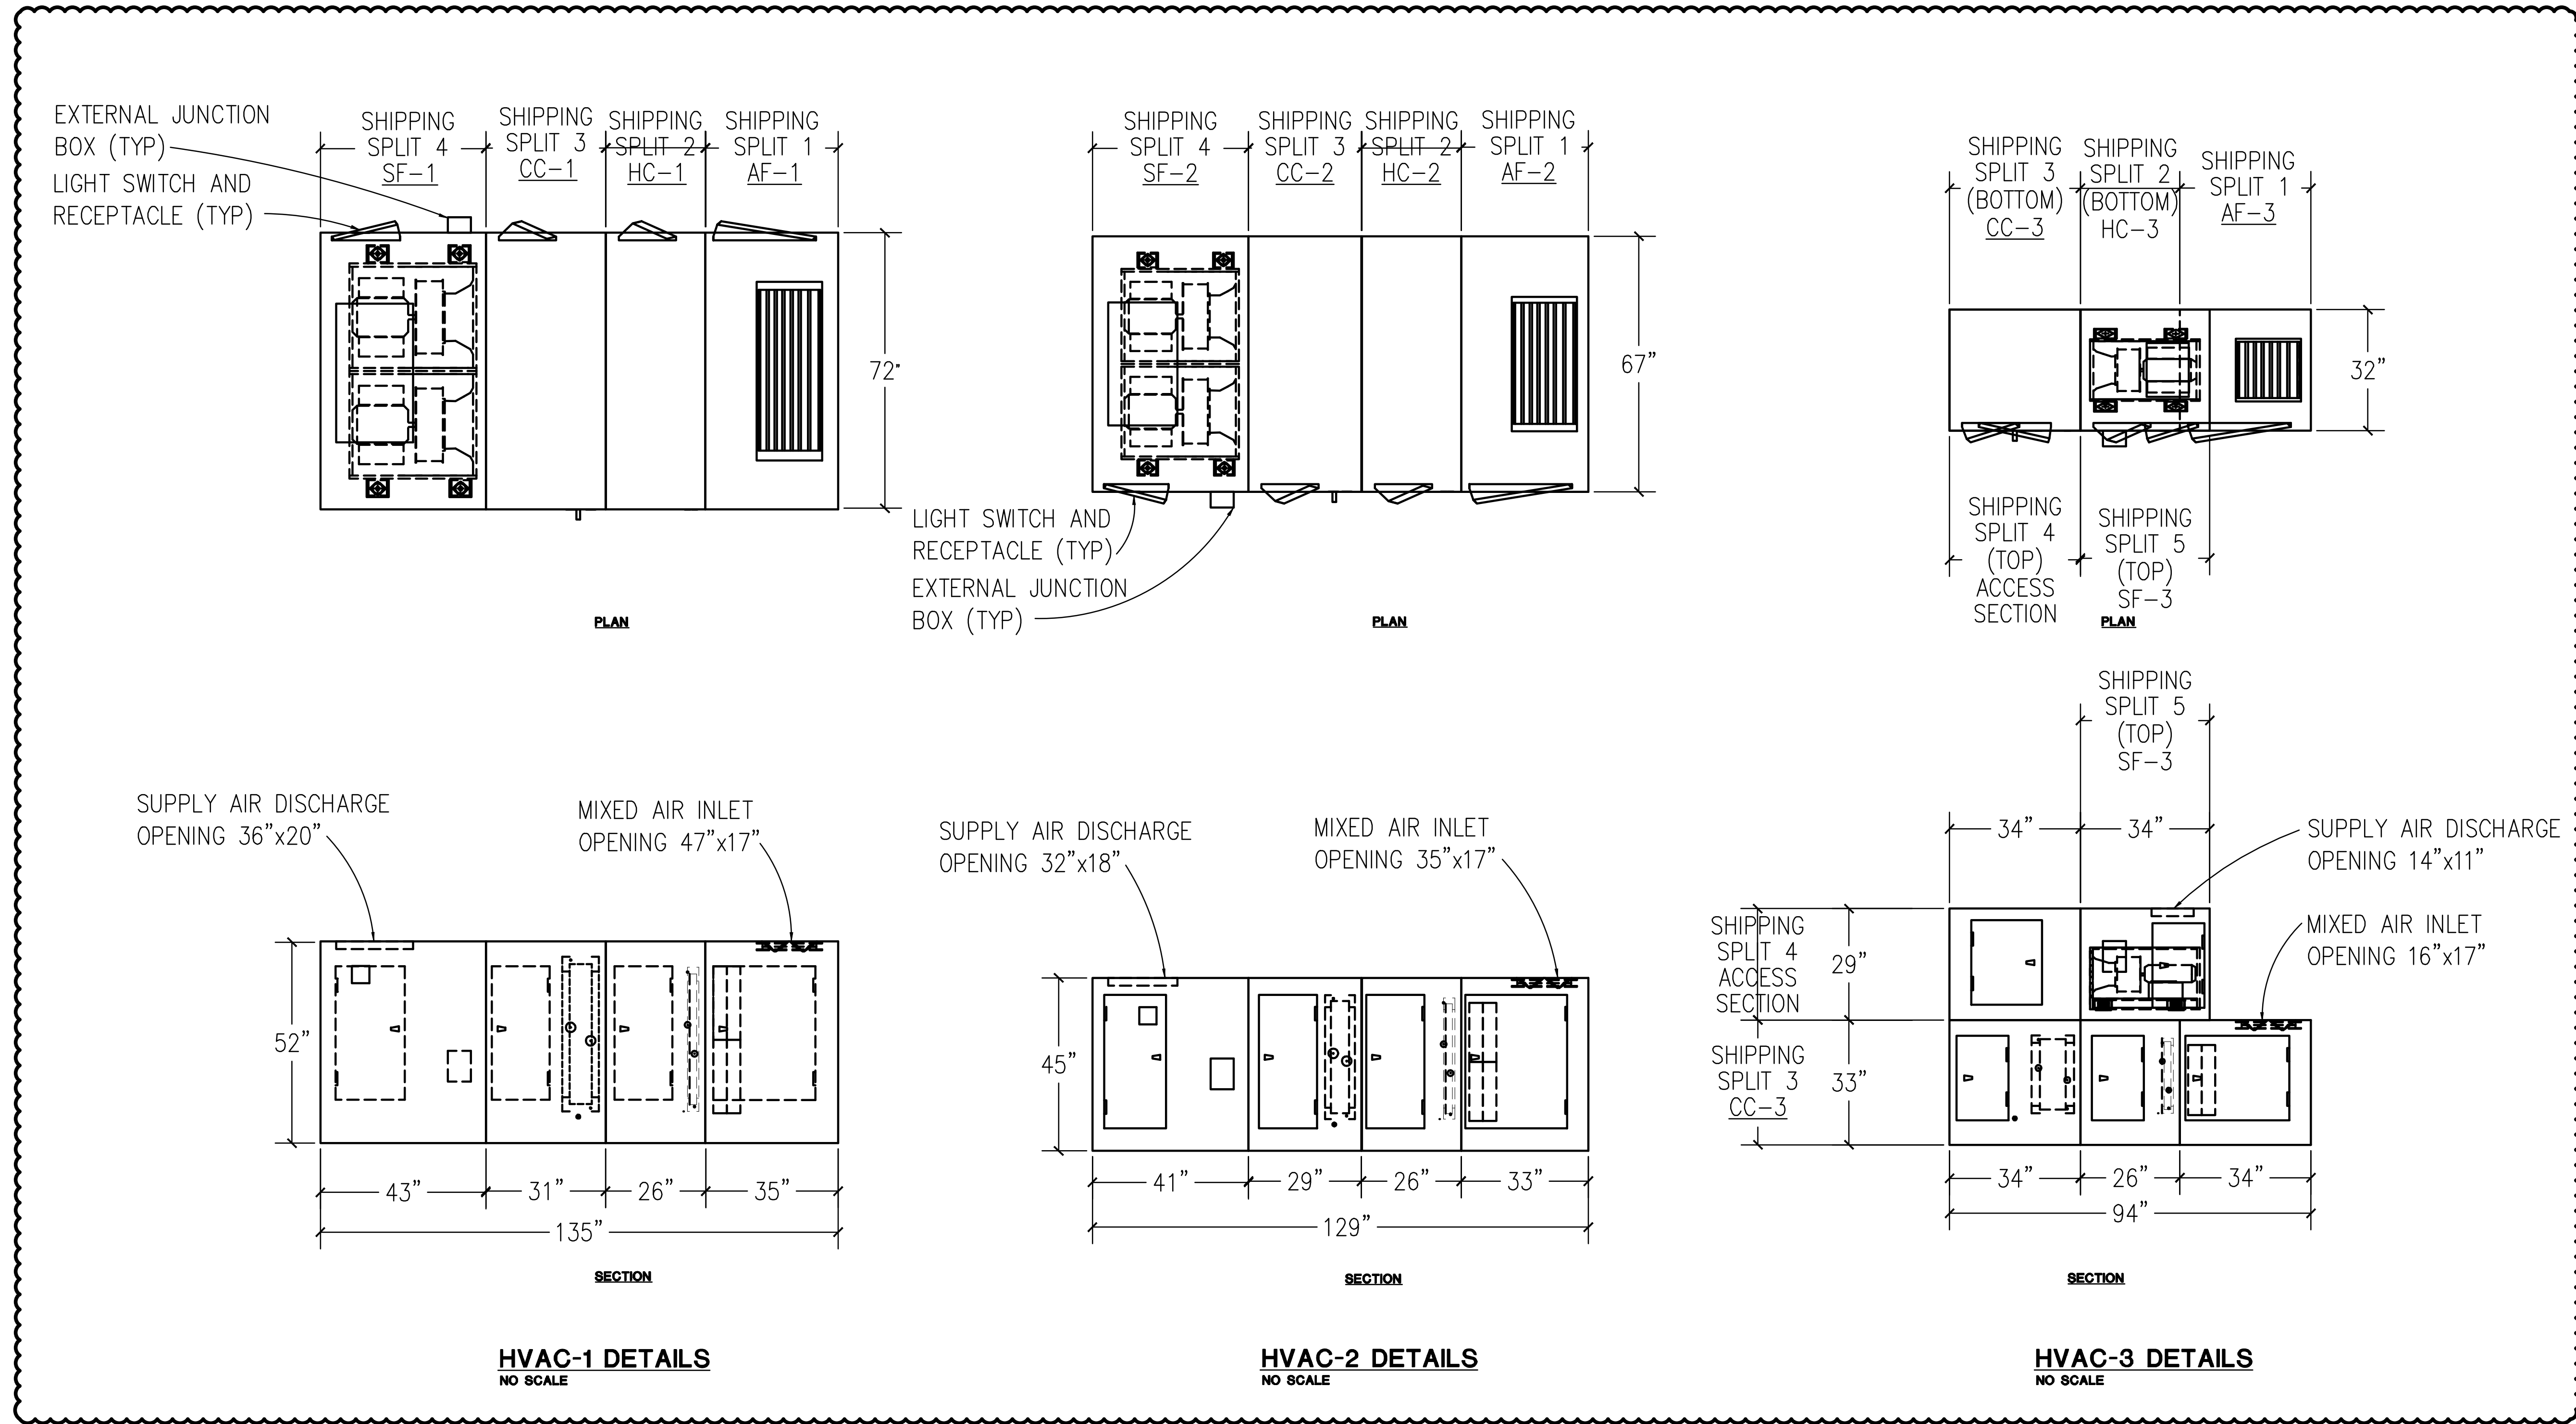 EXTERNAL JUNCTION
BOX (TYP)
LIGHT SWITCH AND
RECEPTACLE (TYP)
SHIPPING
SPLIT 4
SF-1
SHIPPING
SPLIT 3
CC-1
SHIPPING
SPLIT 2
HC-1
SHIPPING
SPLIT 1
AF-1
72"
PLAN
SHIPPING
SPLIT 4
SF-2
SHIPPING
SPLIT 3
CC-2
SHIPPING
SPLIT 2
HC-2
SHIPPING
SPLIT 1
AF-2
67"
LIGHT SWITCH AND
RECEPTACLE (TYP)
EXTERNAL JUNCTION
BOX (TYP)
PLAN
SHIPPING
SPLIT 3
(BOTTOM)
CC-3
SHIPPING
SPLIT 2
(BOTTOM)
HC-3
SHIPPING
SPLIT 1
AF-3
32"
SHIPPING
SPLIT 4
(TOP)
ACCESS
SECTION
SHIPPING
SPLIT 5
(TOP)
SF-3
PLAN
SUPPLY AIR DISCHARGE
OPENING 36"x20"
MIXED AIR INLET
OPENING 47"x17"
52"
43"
31"
26"
35"
135"
SECTION
HVAC-1 DETAILS
NO SCALE
SUPPLY AIR DISCHARGE
OPENING 32"x18"
MIXED AIR INLET
OPENING 35"x17"
45"
41"
29"
26"
33"
129"
SECTION
HVAC-2 DETAILS
NO SCALE
SHIPPING
SPLIT 5
(TOP)
SF-3
34"
34"
SUPPLY AIR DISCHARGE
OPENING 14"x11"
MIXED AIR INLET
OPENING 16"x17"
SHIPPING
SPLIT 4
ACCESS
SECTION
29"
SHIPPING
SPLIT 3
CC-3
33"
34"
26"
34"
94"
SECTION
HVAC-3 DETAILS
NO SCALE